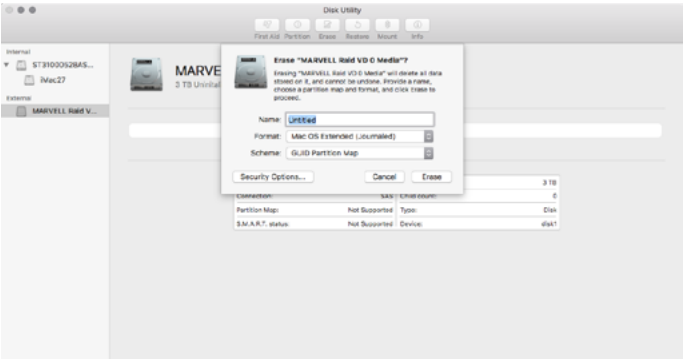 Disk Utility
First Aid Partition Erase Restore Mount Info
Internal
ST31000528AS...
iMac27
External
MARVELL Raid V...
MARVE
3 TB Uninitial
Erase "MARVELL Raid VD 0 Media"?
Erasing "MARVELL Raid VD 0 Media" will delete all data
stored on it, and cannot be undone. Provide a name,
choose a partition map and format, and click Erase to
proceed.
Name: Untitled
Format: Mac OS Extended (Journaled)
Scheme: GUID Partition Map
Security Options... Cancel Erase
3 TB
Connection: SAS Child count: 0
Partition Map: Not Supported Type: Disk
S.M.A.R.T. status: Not Supported Device: disk1